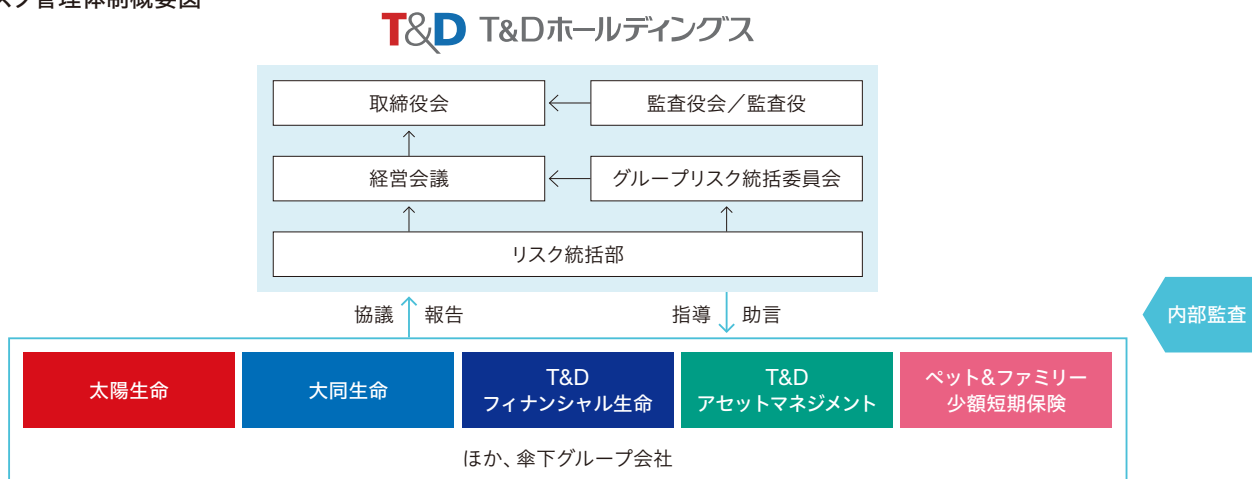 スク管理体制概要図
T&D T&Dホールディングス
取締役会
監査役会／監査役
経営会議
グループリスク統括委員会
リスク統括部
協議 報告
指導 助言
内部監査
太陽生命
大同生命
T&D
フィナンシャル生命
T&D
アセットマネジメント
ペット&ファミリー
少額短期保険
ほか、傘下グループ会社